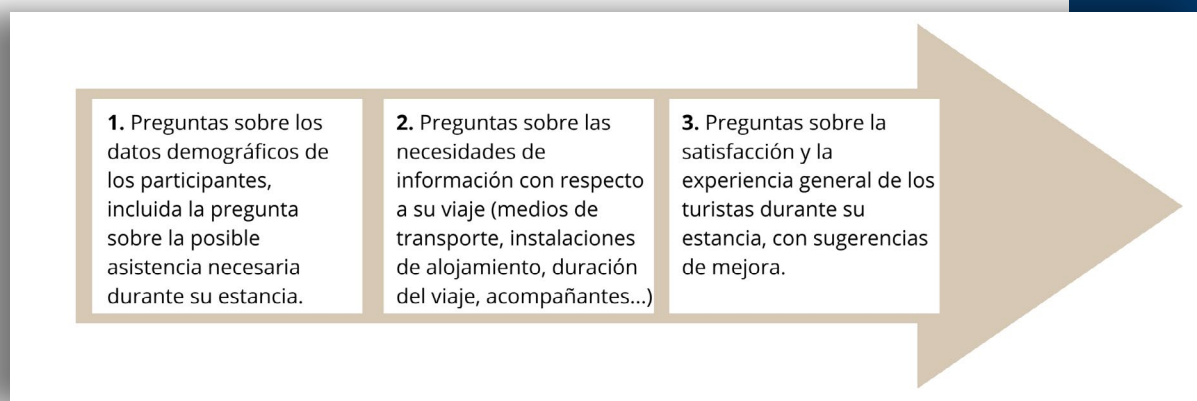 1. Preguntas sobre los
datos demográficos de
los participantes,
incluida la pregunta
sobre la posible
asistencia necesaria
durante su estancia.
2. Preguntas sobre las
necesidades de
información con respecto
a su viaje (medios de
transporte, instalaciones
de alojamiento, duración
del viaje, acompañantes...)
3. Preguntas sobre la
satisfacción y la
experiencia general de los
turistas durante su
estancia, con sugerencias
de mejora.